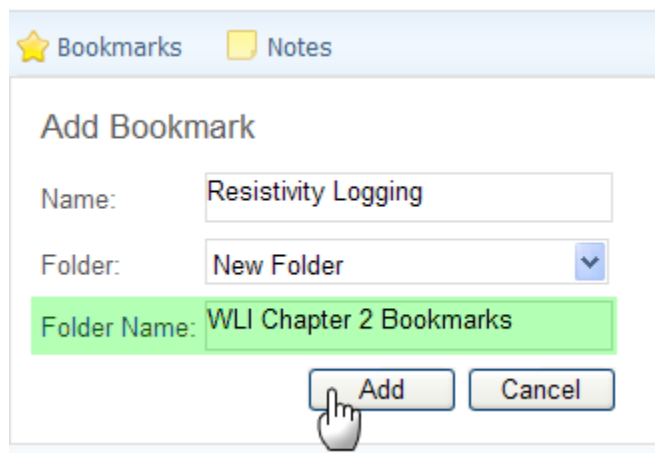 Bookmarks Notes
Add Bookmark
Name: Resistivity Logging
Folder: New Folder
Folder Name: WLI Chapter 2 Bookmarks
Add Cancel